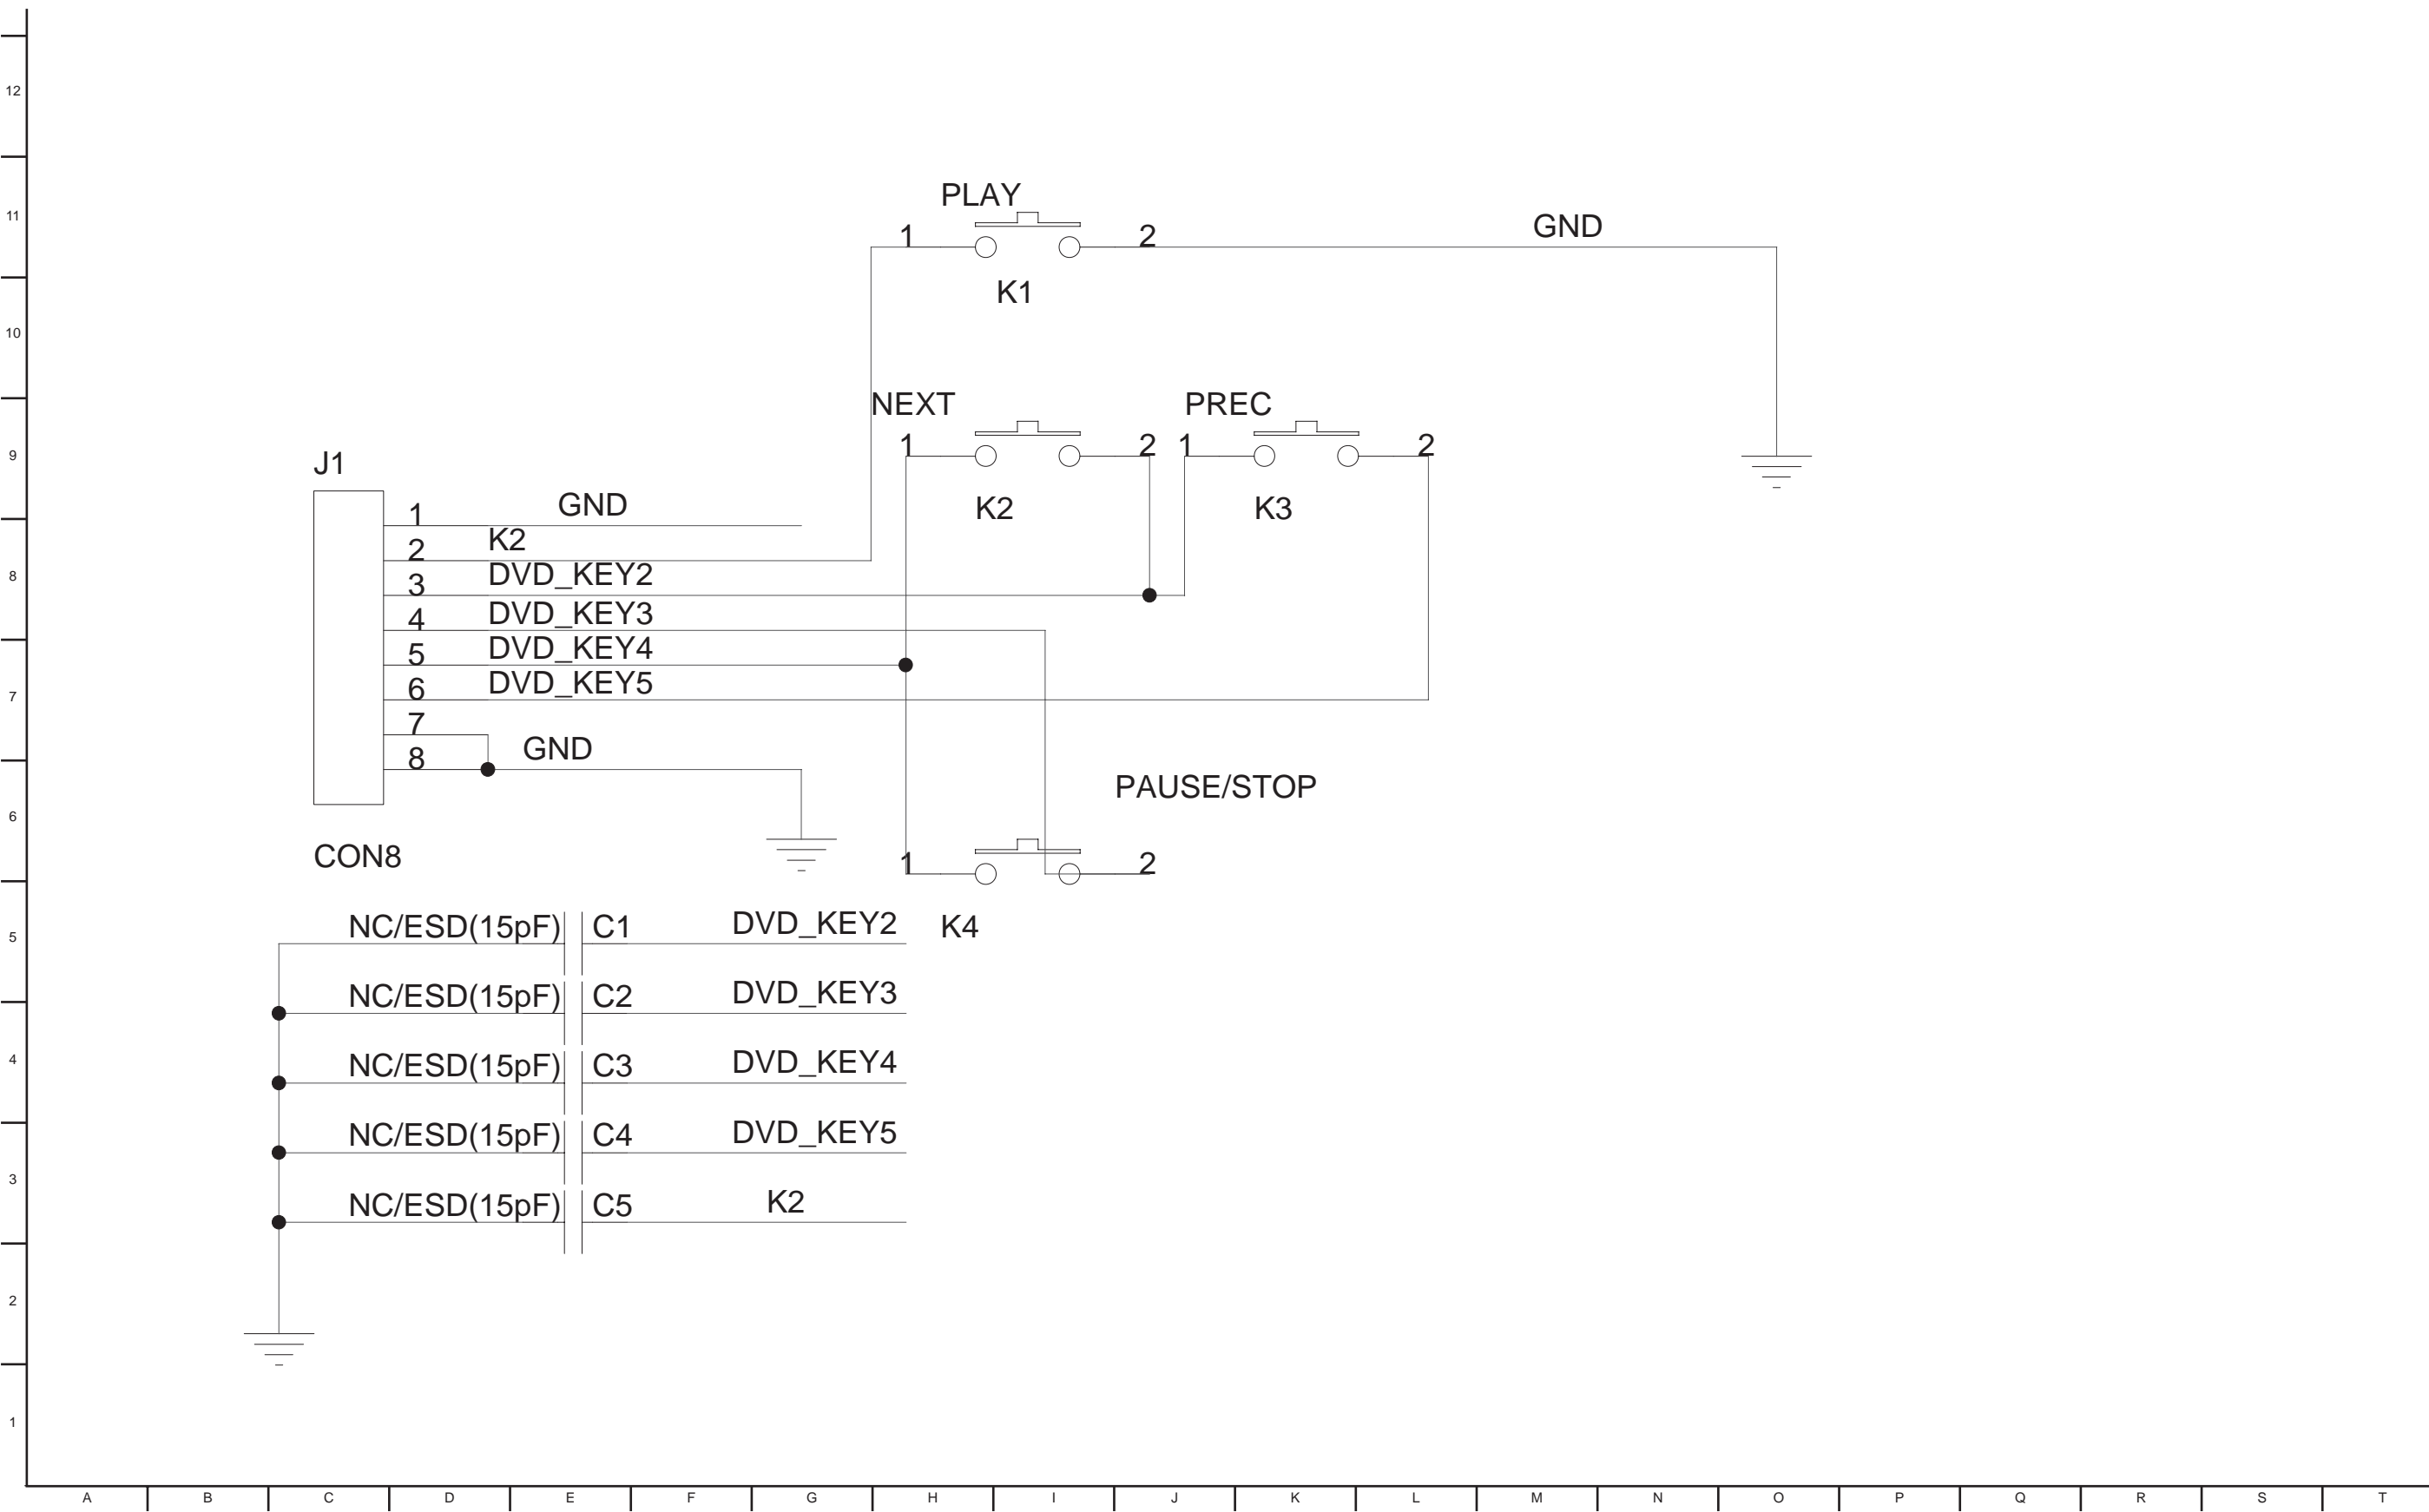 12
PLAY
11
GND
1 2
K1
10
NEXT PREC
1 2 1 2
9
J1
K2 K3
1 GND
2 K2
8
3 DVD_KEY2
4 DVD_KEY3
5 DVD_KEY4
6 DVD_KEY5
7
7
8 GND
PAUSE/STOP
6
CON8
1 2
NC/ESD(15pF) C1 DVD_KEY2 K4
5
NC/ESD(15pF) C2 DVD_KEY3
4
NC/ESD(15pF) C3 DVD_KEY4
NC/ESD(15pF) C4 DVD_KEY5
3
NC/ESD(15pF) C5 K2
2
1
A B C D E F G H I J K L M N O P Q R S T